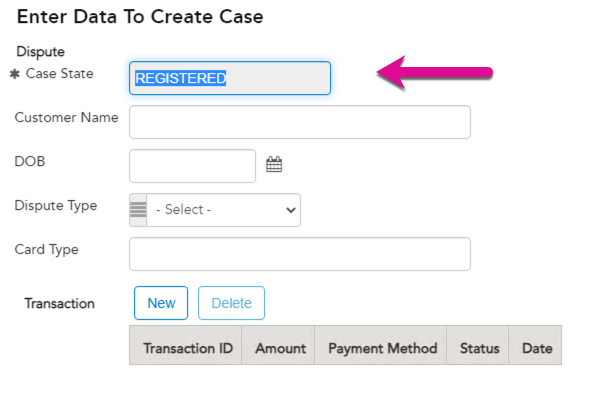 Enter Data To Create Case
Dispute
✱ Case State REGISTERED
Customer Name
DOB
Dispute Type - Select -
Card Type
Transaction New Delete
Transaction ID Amount Payment Method Status Date